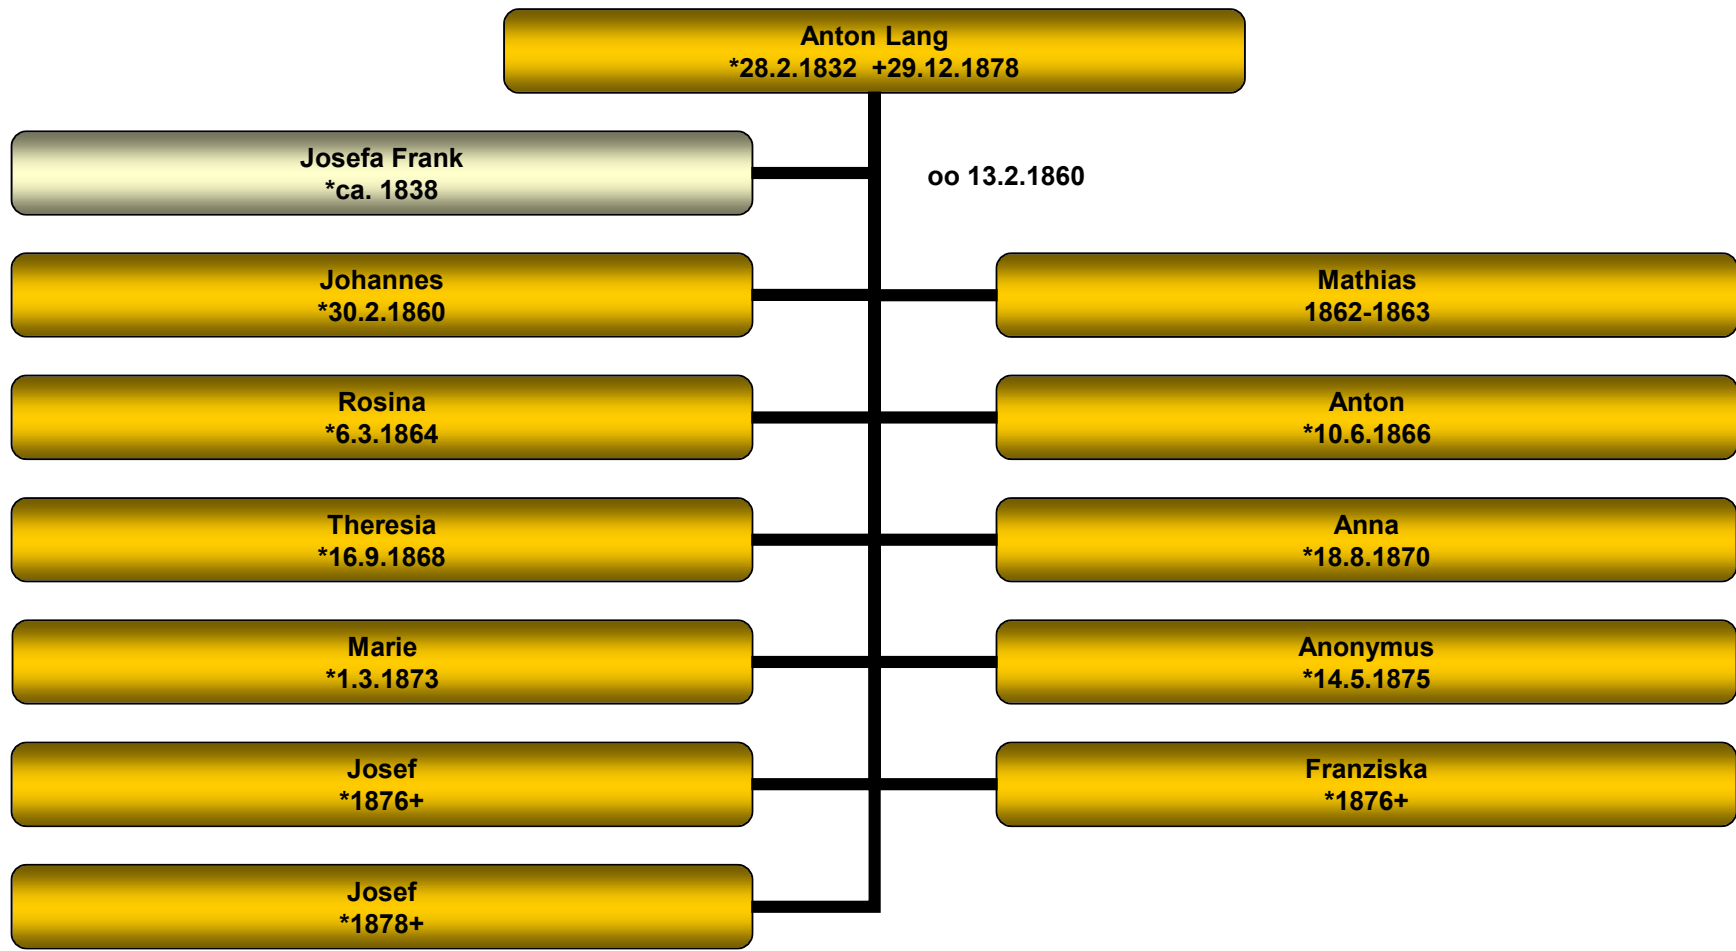 Anton Lang
*28.2.1832  +29.12.1878
Josefa Frank
*ca. 1838
oo 13.2.1860
Johannes
*30.2.1860
Mathias
1862-1863
Rosina
*6.3.1864
Anton
*10.6.1866
Theresia
*16.9.1868
Anna
*18.8.1870
Marie
*1.3.1873
Anonymus
*14.5.1875
Josef
*1876+
Franziska
*1876+
Josef
*1878+